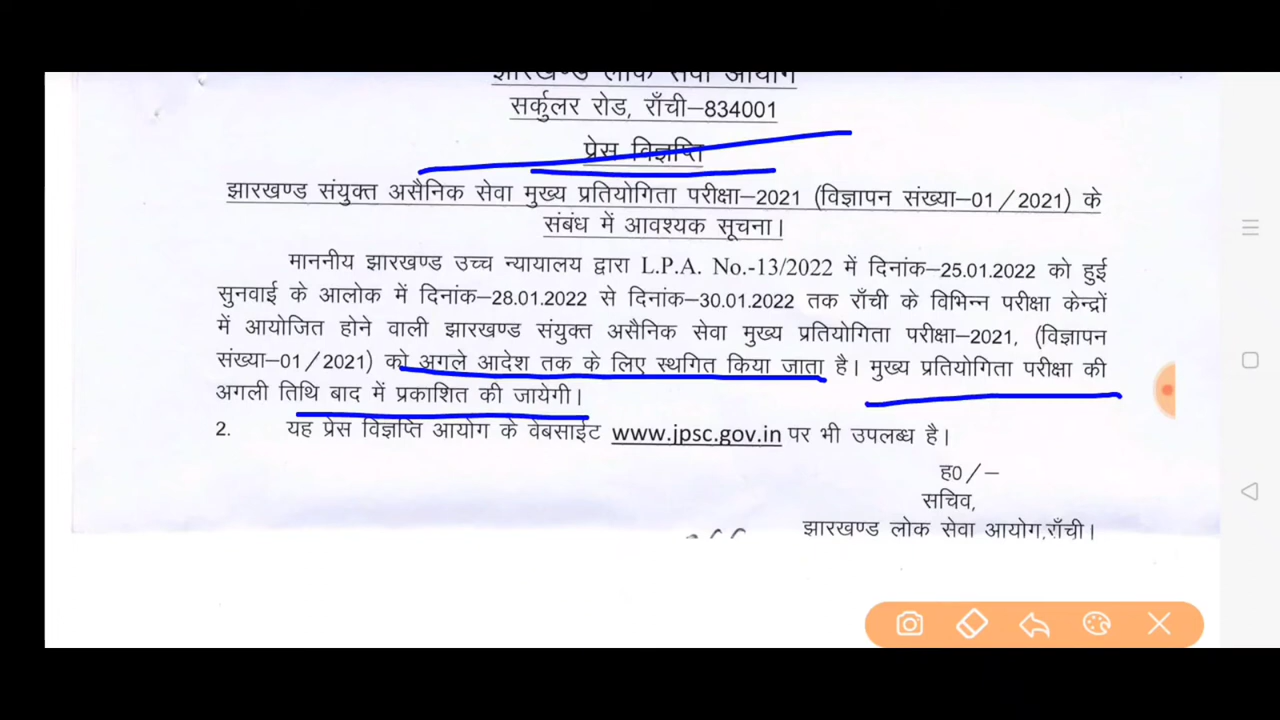 झारखण्ड लोक सेवा आयोग
सर्कुलर रोड, राँची–834001
प्रेस विज्ञप्ति
झारखण्ड संयुक्त असैनिक सेवा मुख्य प्रतियोगिता परीक्षा–2021 (विज्ञापन संख्या–01/2021) के
संबंध में आवश्यक सूचना।
माननीय झारखण्ड उच्च न्यायालय द्वारा L.P.A. No.-13/2022 में दिनांक–25.01.2022 को हुई
सुनवाई के आलोक में दिनांक–28.01.2022 से दिनांक–30.01.2022 तक राँची के विभिन्न परीक्षा केन्द्रों
में आयोजित होने वाली झारखण्ड संयुक्त असैनिक सेवा मुख्य प्रतियोगिता परीक्षा–2021, (विज्ञापन
संख्या–01/2021) को अगले आदेश तक के लिए स्थगित किया जाता है। मुख्य प्रतियोगिता परीक्षा की
अगली तिथि बाद में प्रकाशित की जायेगी।
2. यह प्रेस विज्ञप्ति आयोग के वेबसाईट www.jpsc.gov.in पर भी उपलब्ध है।
ह0/–
सचिव,
झारखण्ड लोक सेवा आयोग,राँची।